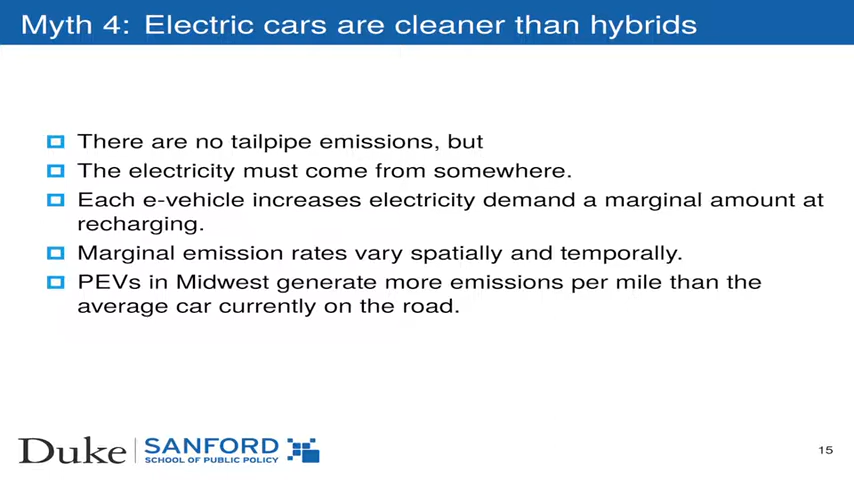 Myth 4: Electric cars are cleaner than hybrids
There are no tailpipe emissions, but
The electricity must come from somewhere.
Each e-vehicle increases electricity demand a marginal amount at
recharging.
Marginal emission rates vary spatially and temporally.
PEVs in Midwest generate more emissions per mile than the
average car currently on the road.
Duke SANFORD
SCHOOL OF PUBLIC POLICY
15